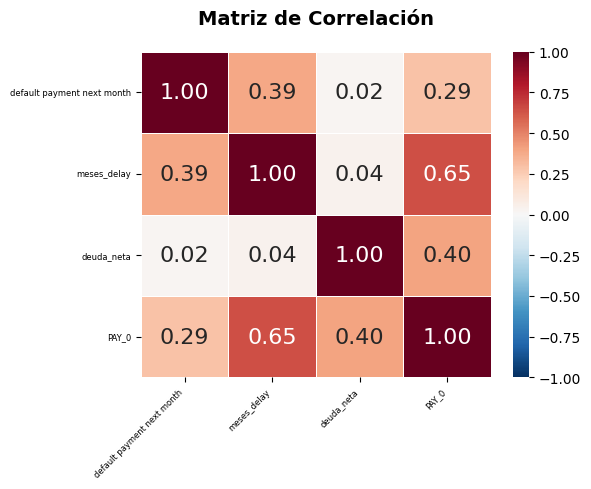 Matriz de Correlación
default payment next month
1.00 0.39 0.02 0.29
meses_delay
0.39 1.00 0.04 0.65
deuda_neta
0.02 0.04 1.00 0.40
PAY_0
0.29 0.65 0.40 1.00
default payment next month
meses_delay
deuda_neta
PAY_0
1.00
0.75
0.50
0.25
0.00
−0.25
−0.50
−0.75
−1.00